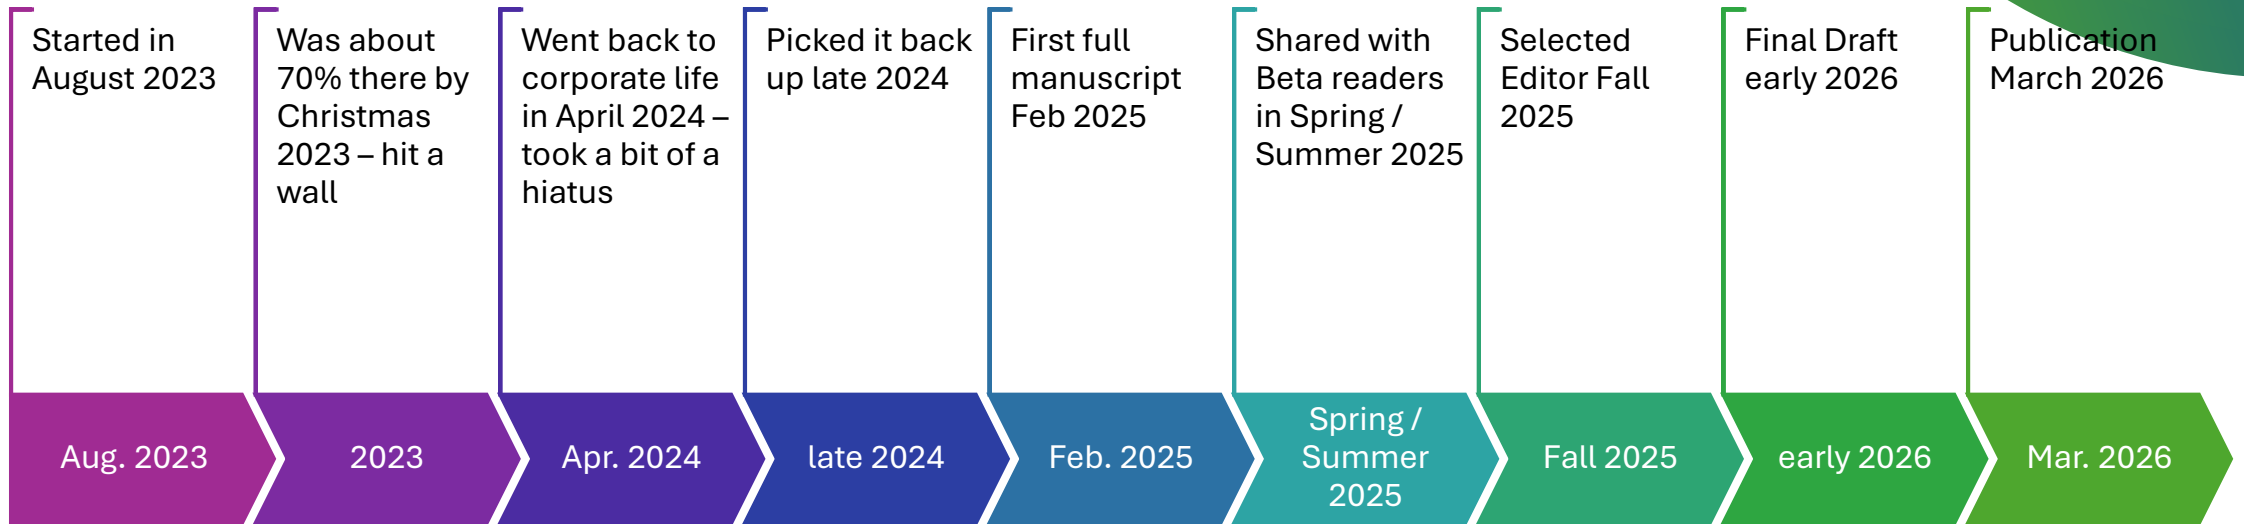 Started in
August 2023
Was about
70% there by
Christmas
2023 – hit a
wall
Went back to
corporate life
in April 2024 –
took a bit of a
hiatus
Picked it back
up late 2024
First full
manuscript
Feb 2025
Shared with
Beta readers
in Spring /
Summer 2025
Selected
Editor Fall
2025
Final Draft
early 2026
Publication
March 2026
Aug. 2023
2023
Apr. 2024
late 2024
Feb. 2025
Spring /
Summer
2025
Fall 2025
early 2026
Mar. 2026